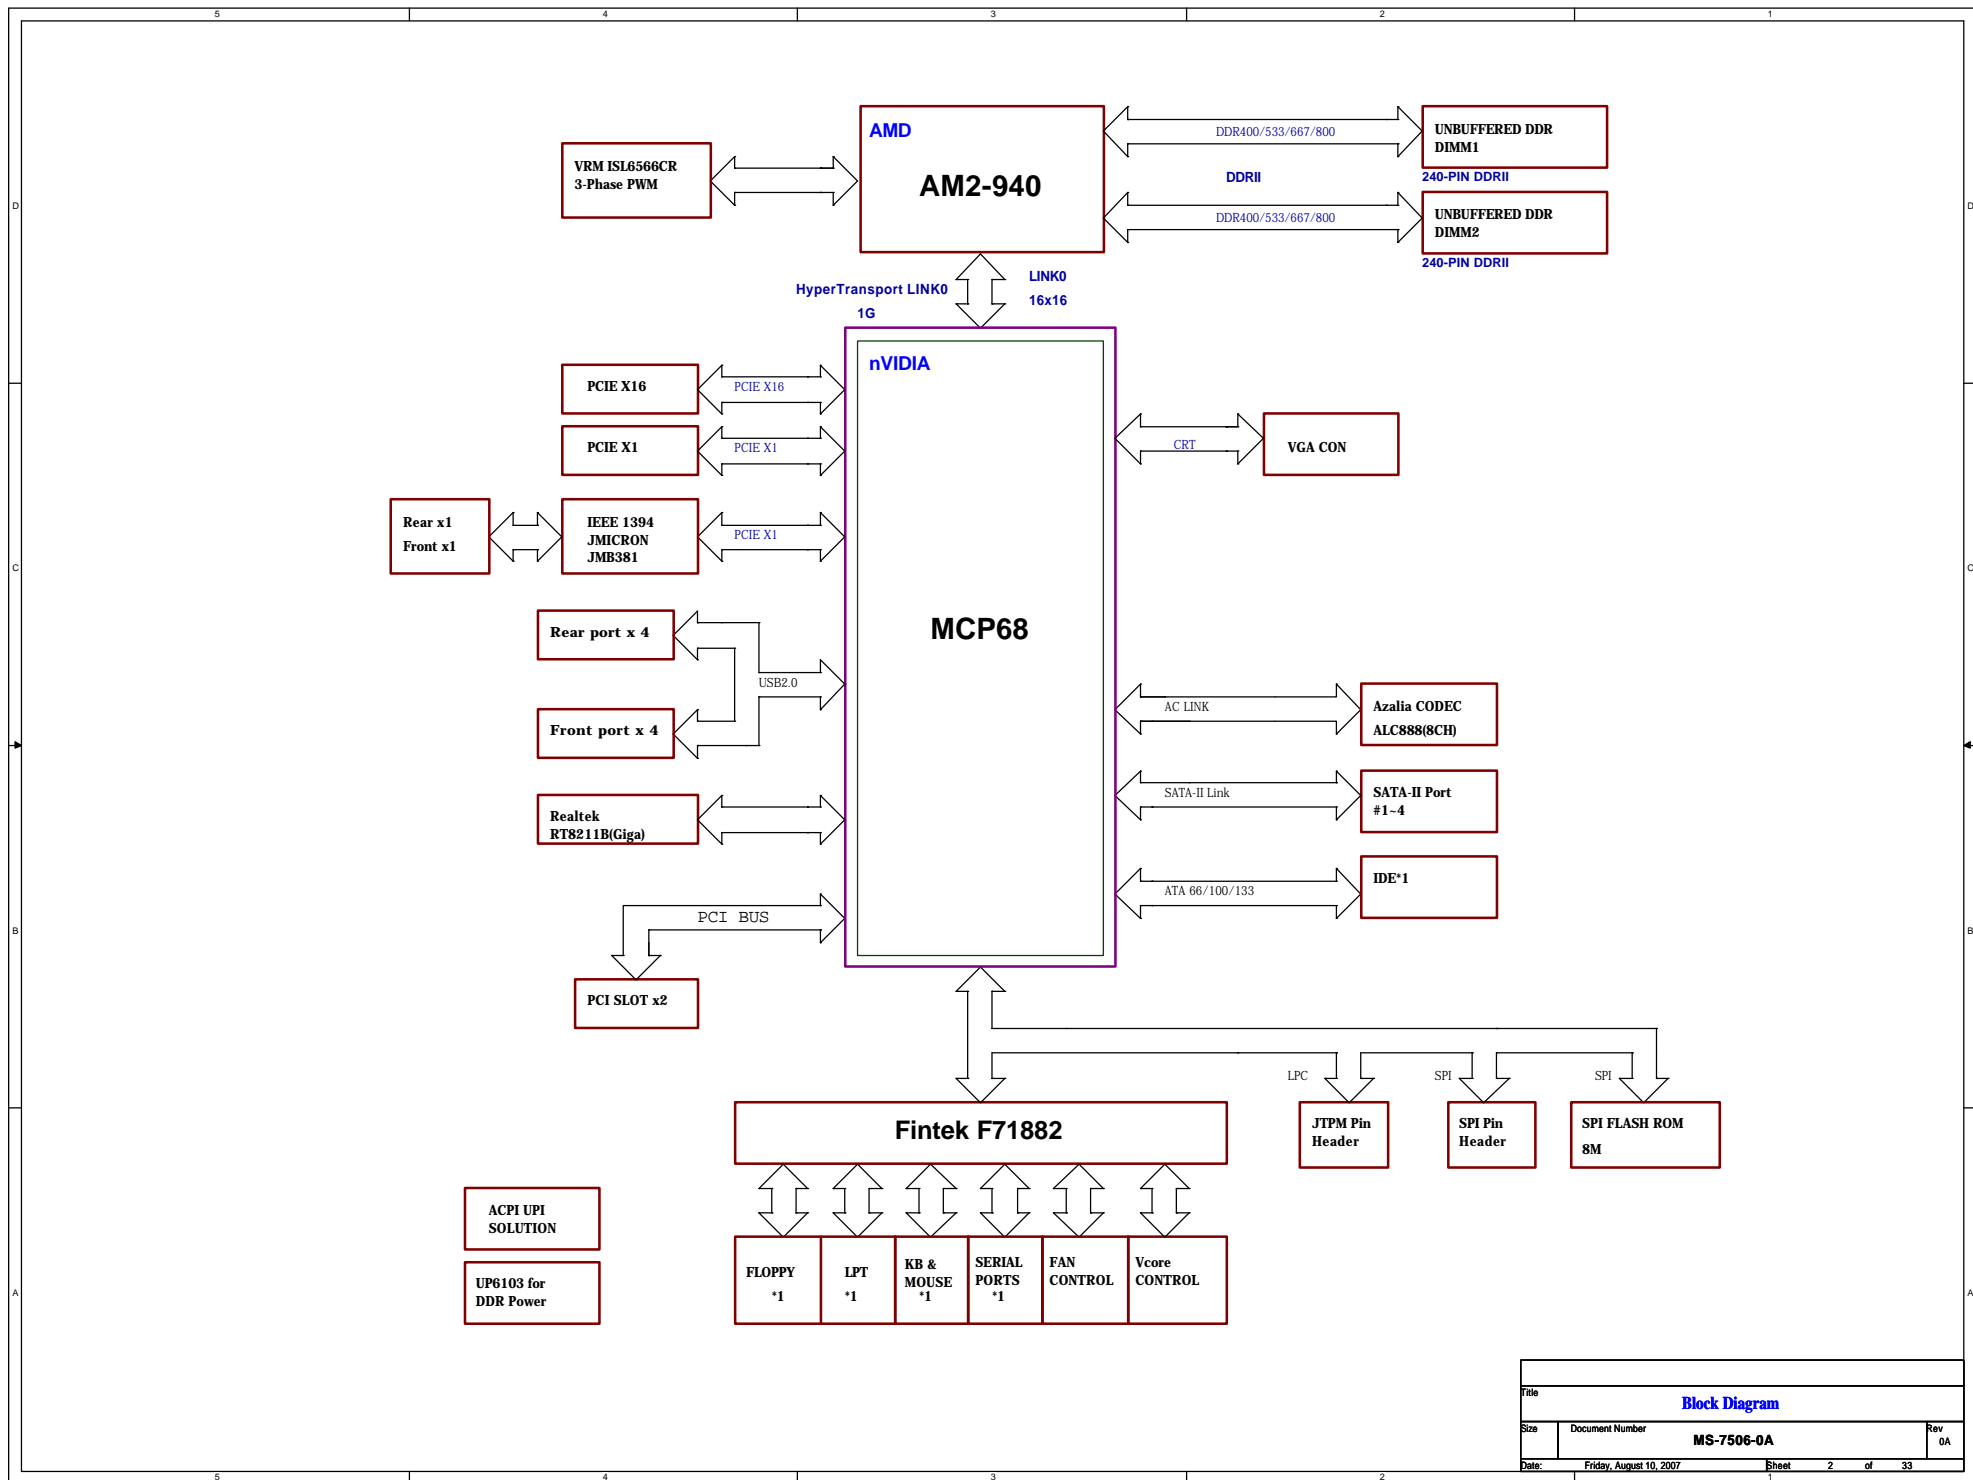 5 4 3 2 1
AMD
AM2-940
VRM ISL6566CR
3-Phase PWM
DDR400/533/667/800
UNBUFFERED DDR
DIMM1
240-PIN DDRII
DDRII
DDR400/533/667/800
UNBUFFERED DDR
DIMM2
240-PIN DDRII
D D
HyperTransport LINK0
1G
LINK0
16x16
nVIDIA
MCP68
PCIE X16
PCIE X16
PCIE X1
PCIE X1
CRT
VGA CON
Rear x1
Front x1
IEEE 1394
JMICRON
JMB381
PCIE X1
C C
Rear port x 4
USB2.0
Front port x 4
AC LINK
Azalia CODEC
ALC888(8CH)
Realtek
RT8211B(Giga)
SATA-II Link
SATA-II Port
#1~4
ATA 66/100/133
IDE*1
PCI BUS
B B
PCI SLOT x2
LPC
SPI
SPI
Fintek F71882
JTPM Pin
Header
SPI Pin
Header
SPI FLASH ROM
8M
ACPI UPI
SOLUTION
UP6103 for
DDR Power
FLOPPY
*1
LPT
*1
KB &
MOUSE
*1
SERIAL
PORTS
*1
FAN
CONTROL
Vcore
CONTROL
A A
Title
Block Diagram
Size
Document Number
MS-7506-0A
Rev
0A
Date:
Friday, August 10, 2007
Sheet 2 of 33
5 4 3 2 1